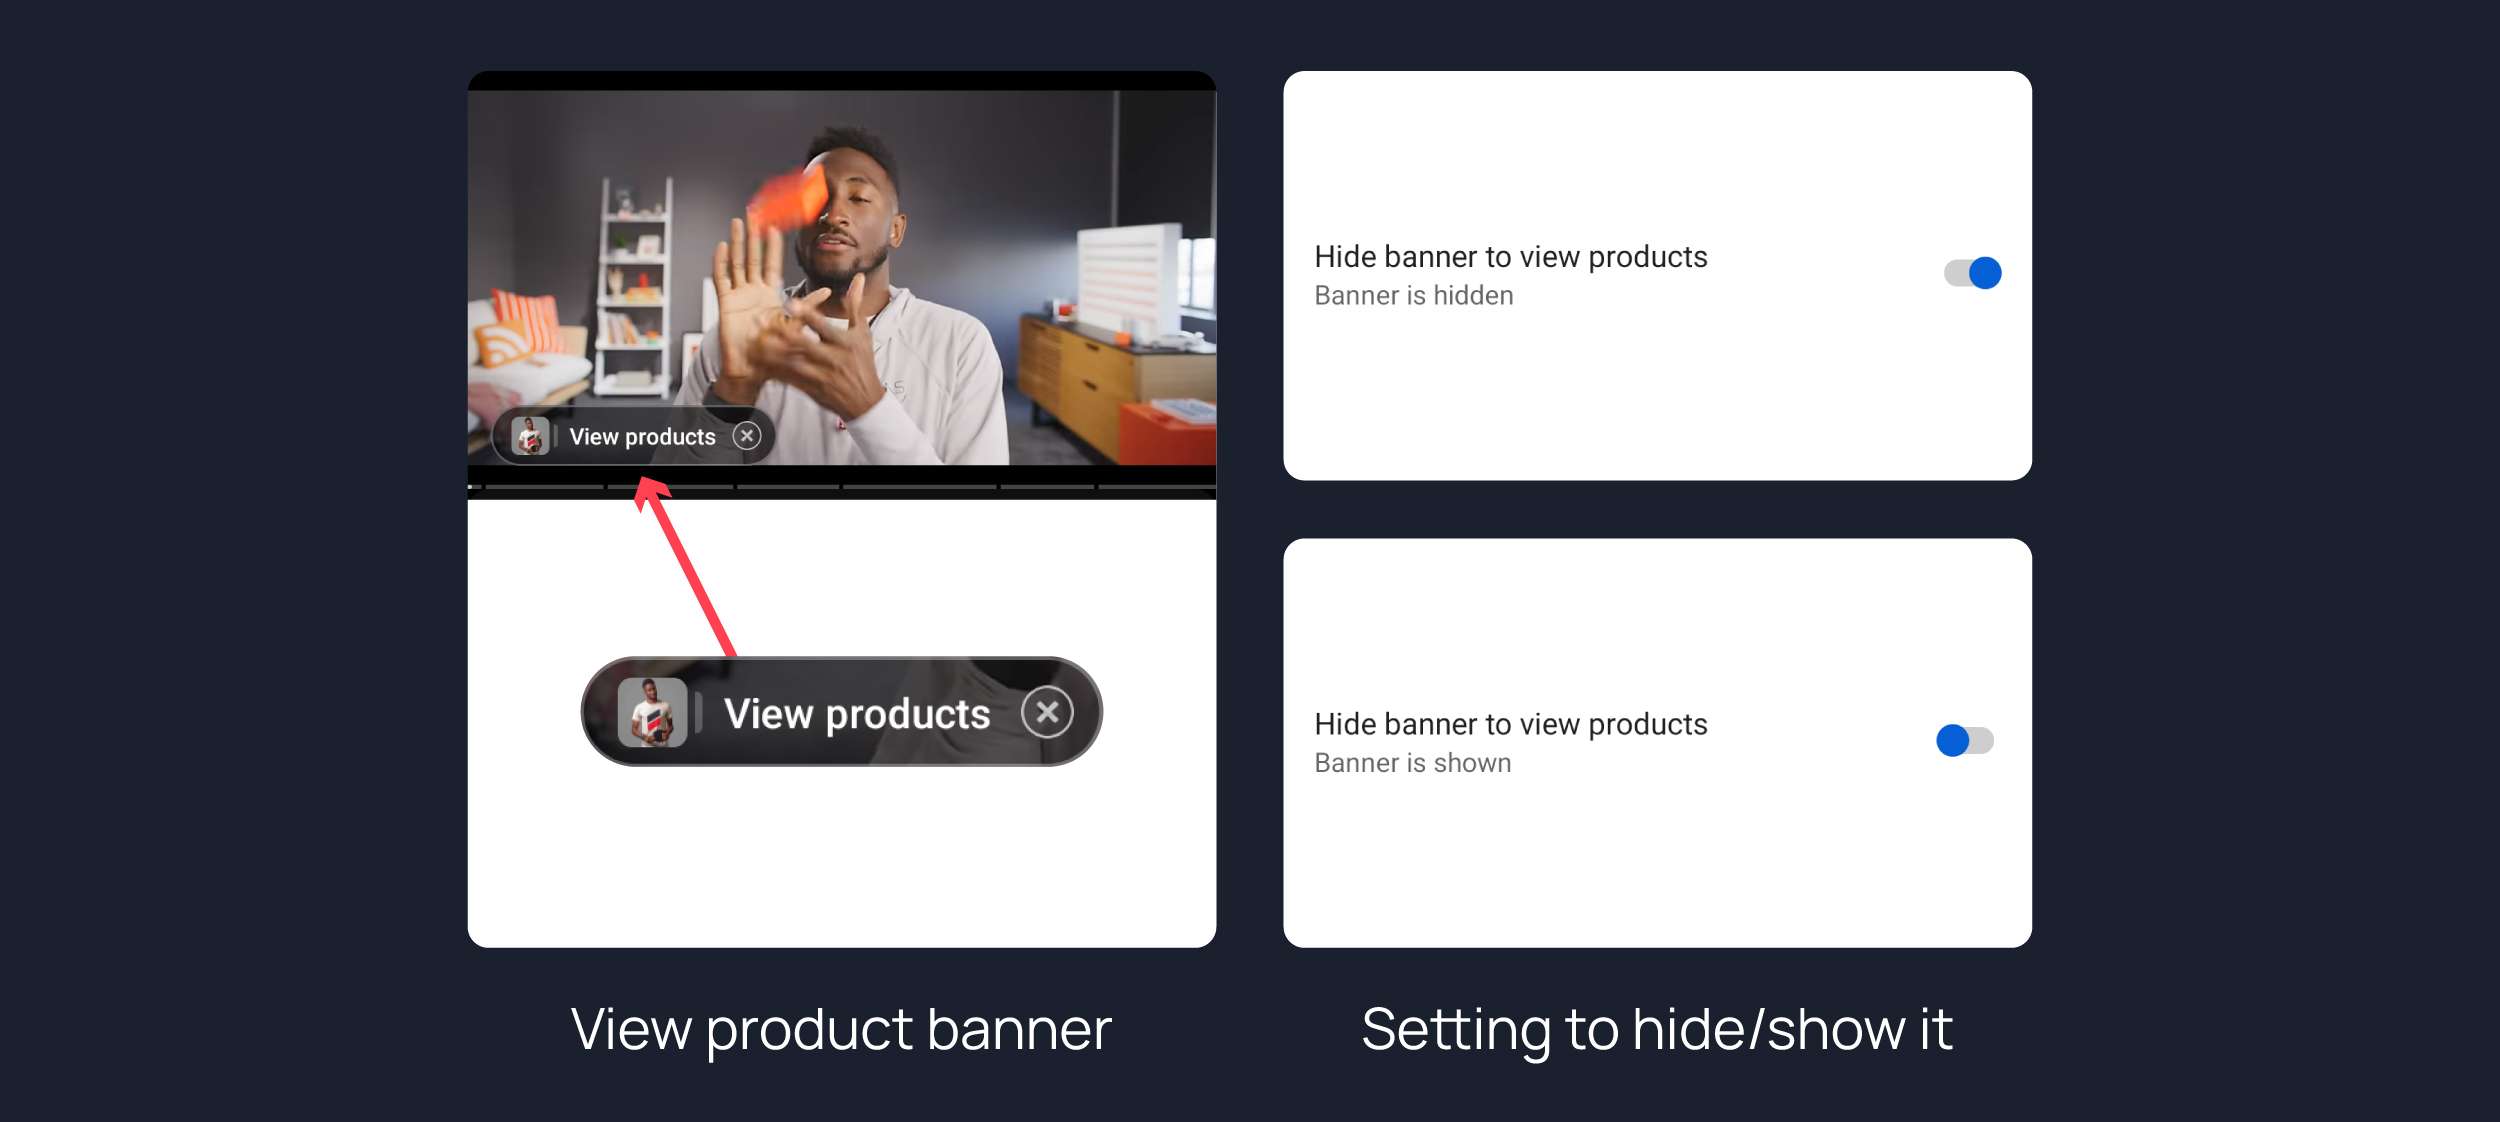 View products
View products
View product banner
Hide banner to view products
Banner is hidden
Hide banner to view products
Banner is shown
Setting to hide/show it